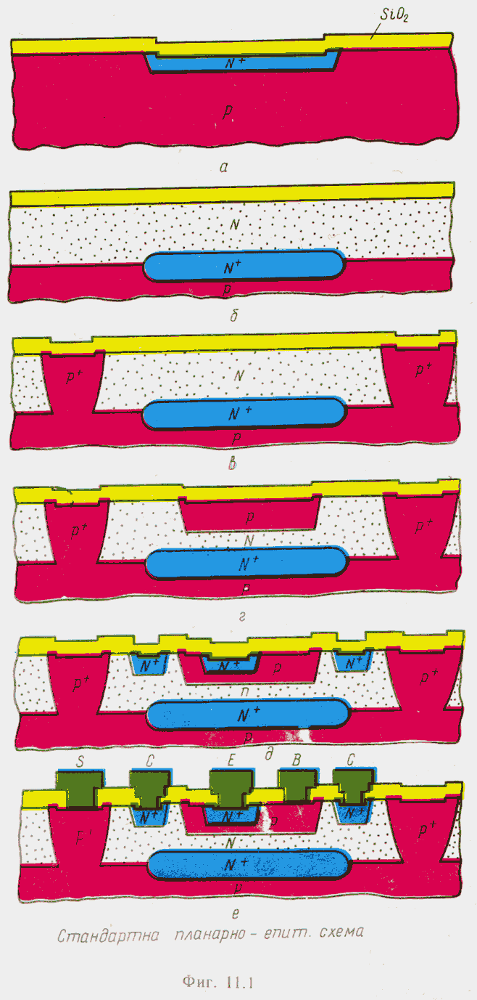 SiO₂
N⁺
p
а
N
N⁺
p
б
p⁺ N p⁺
N⁺
p
в
p
p⁺ N p⁺
N⁺
p
г
N⁺ N⁺ p N⁺
p⁺ n p⁺
N⁺
p
S C E д B C
N⁺ N⁺ p N⁺
p⁺ N p⁺
N⁺
p
е
Стандартна планарно – епит. схема
Фиг. 11.1